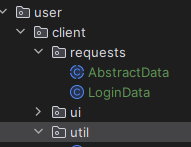 user
client
requests
AbstractData
LoginData
ui
util